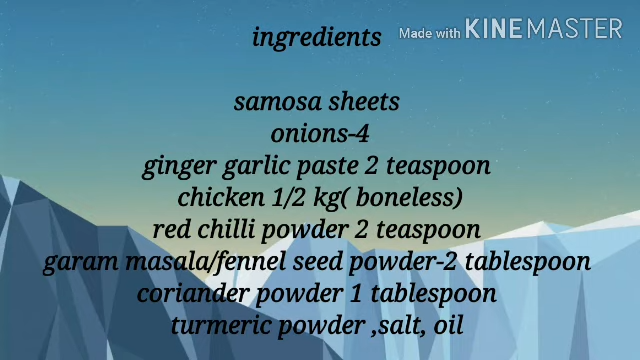 ingredients
Made with KINEMASTER
samosa sheets
onions-4
ginger garlic paste 2 teaspoon
chicken 1/2 kg( boneless)
red chilli powder 2 teaspoon
garam masala/fennel seed powder-2 tablespoon
coriander powder 1 tablespoon
turmeric powder ,salt, oil